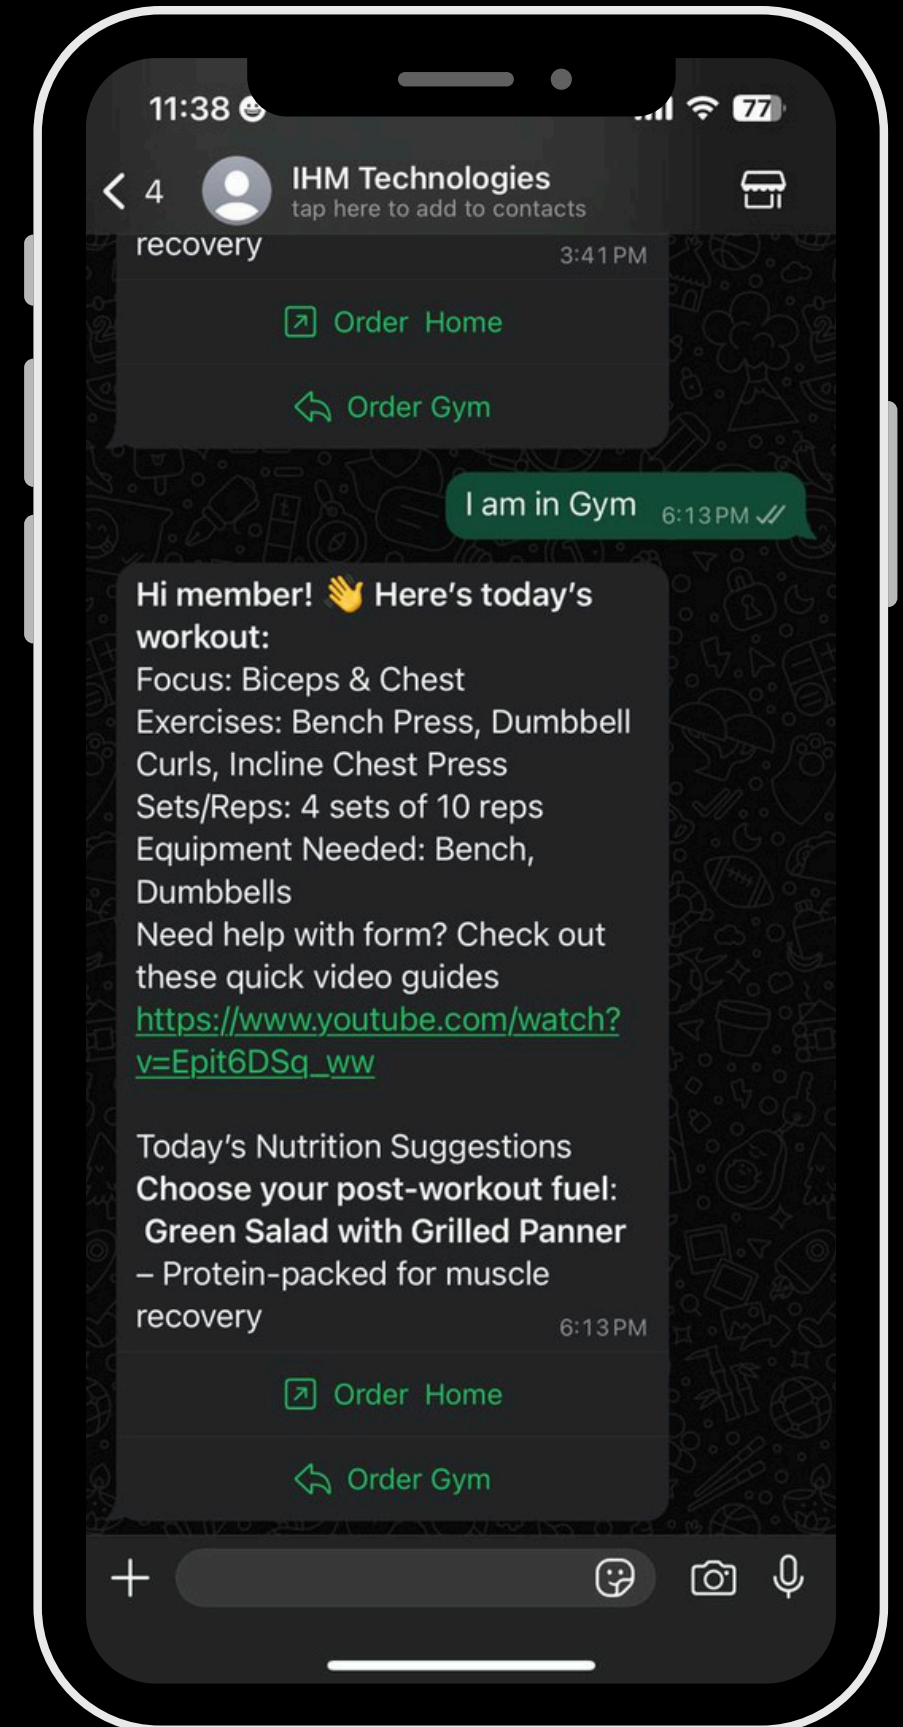 11:38
77
4
IHM Technologies
tap here to add to contacts
recovery
3:41 PM
Order Home
Order Gym
I am in Gym
6:13 PM
Hi member! 👋 Here’s today’s
workout:
Focus: Biceps & Chest
Exercises: Bench Press, Dumbbell
Curls, Incline Chest Press
Sets/Reps: 4 sets of 10 reps
Equipment Needed: Bench,
Dumbbells
Need help with form? Check out
these quick video guides
https://www.youtube.com/watch?
v=Epit6DSq_ww
Today’s Nutrition Suggestions
Choose your post-workout fuel:
Green Salad with Grilled Panner
– Protein-packed for muscle
recovery
6:13 PM
Order Home
Order Gym